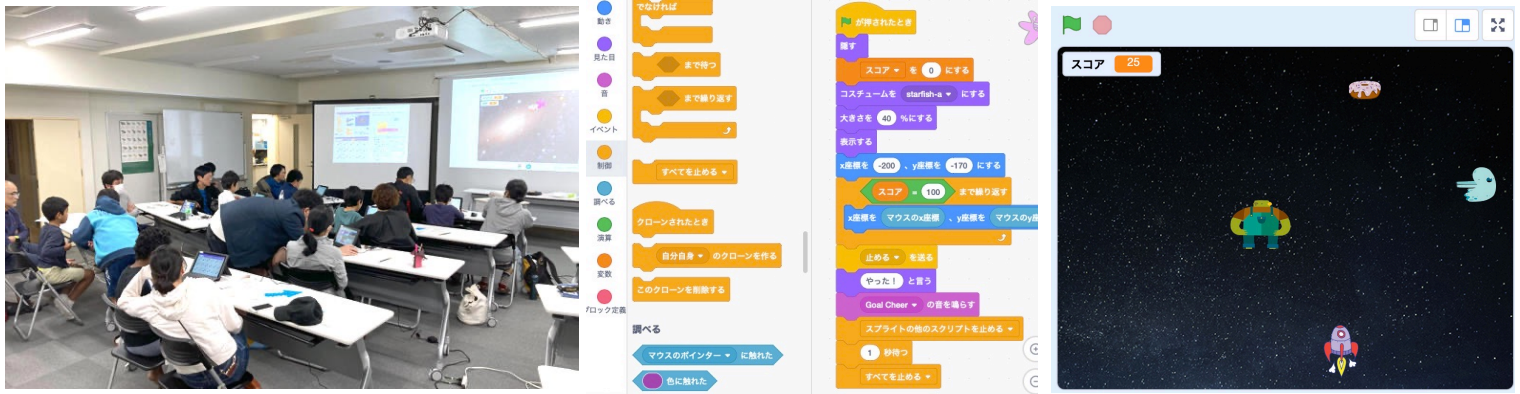 動き
見た目
音
イベント
制御
調べる
演算
変数
ブロック定義
でなければ
まで待つ
まで繰り返す
すべてを止める
クローンされたとき
自分自身 のクローンを作る
このクローンを削除する
調べる
マウスのポインター に触れた
色に触れた
が押されたとき
隠す
スコア を 0 にする
コスチュームを starfish-a にする
大きさを 40 %にする
表示する
x座標を -200 、y座標を -170 にする
スコア = 100 まで繰り返す
x座標を マウスのx座標 、y座標を マウスのy座
止める を送る
やった! と言う
Goal Cheer の音を鳴らす
スプライトの他のスクリプトを止める
1 秒待つ
すべてを止める
スコア 25